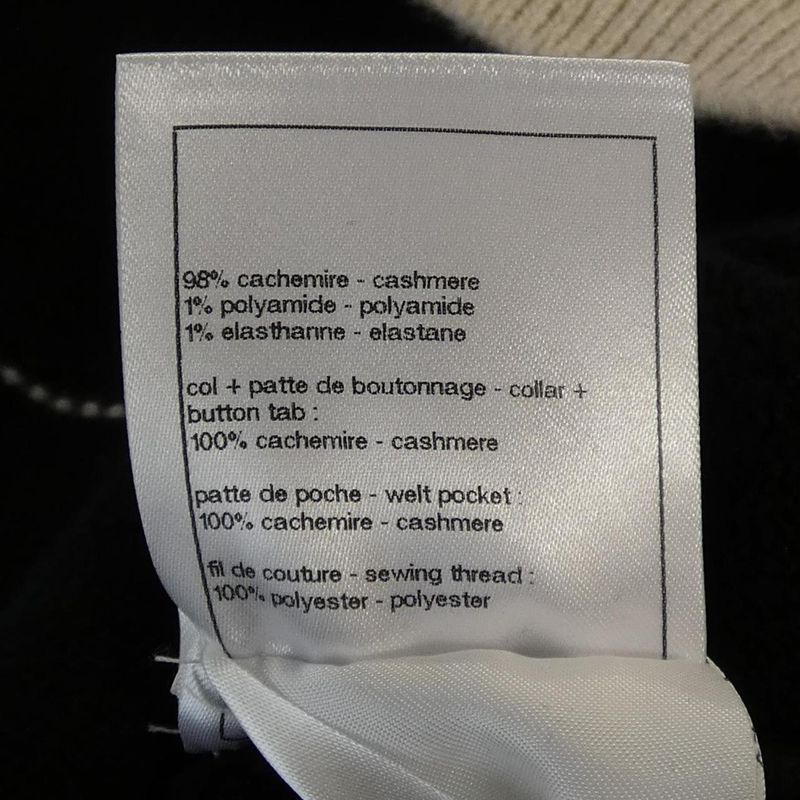 98% cachemire - cashmere
1% polyamide - polyamide
1% elasthanne - elastane
col + patte de boutonnage - collar +
button tab :
100% cachemire - cashmere
patte de poche - welt pocket :
100% cachemire - cashmere
fil de couture - sewing thread :
100% polyester - polyester